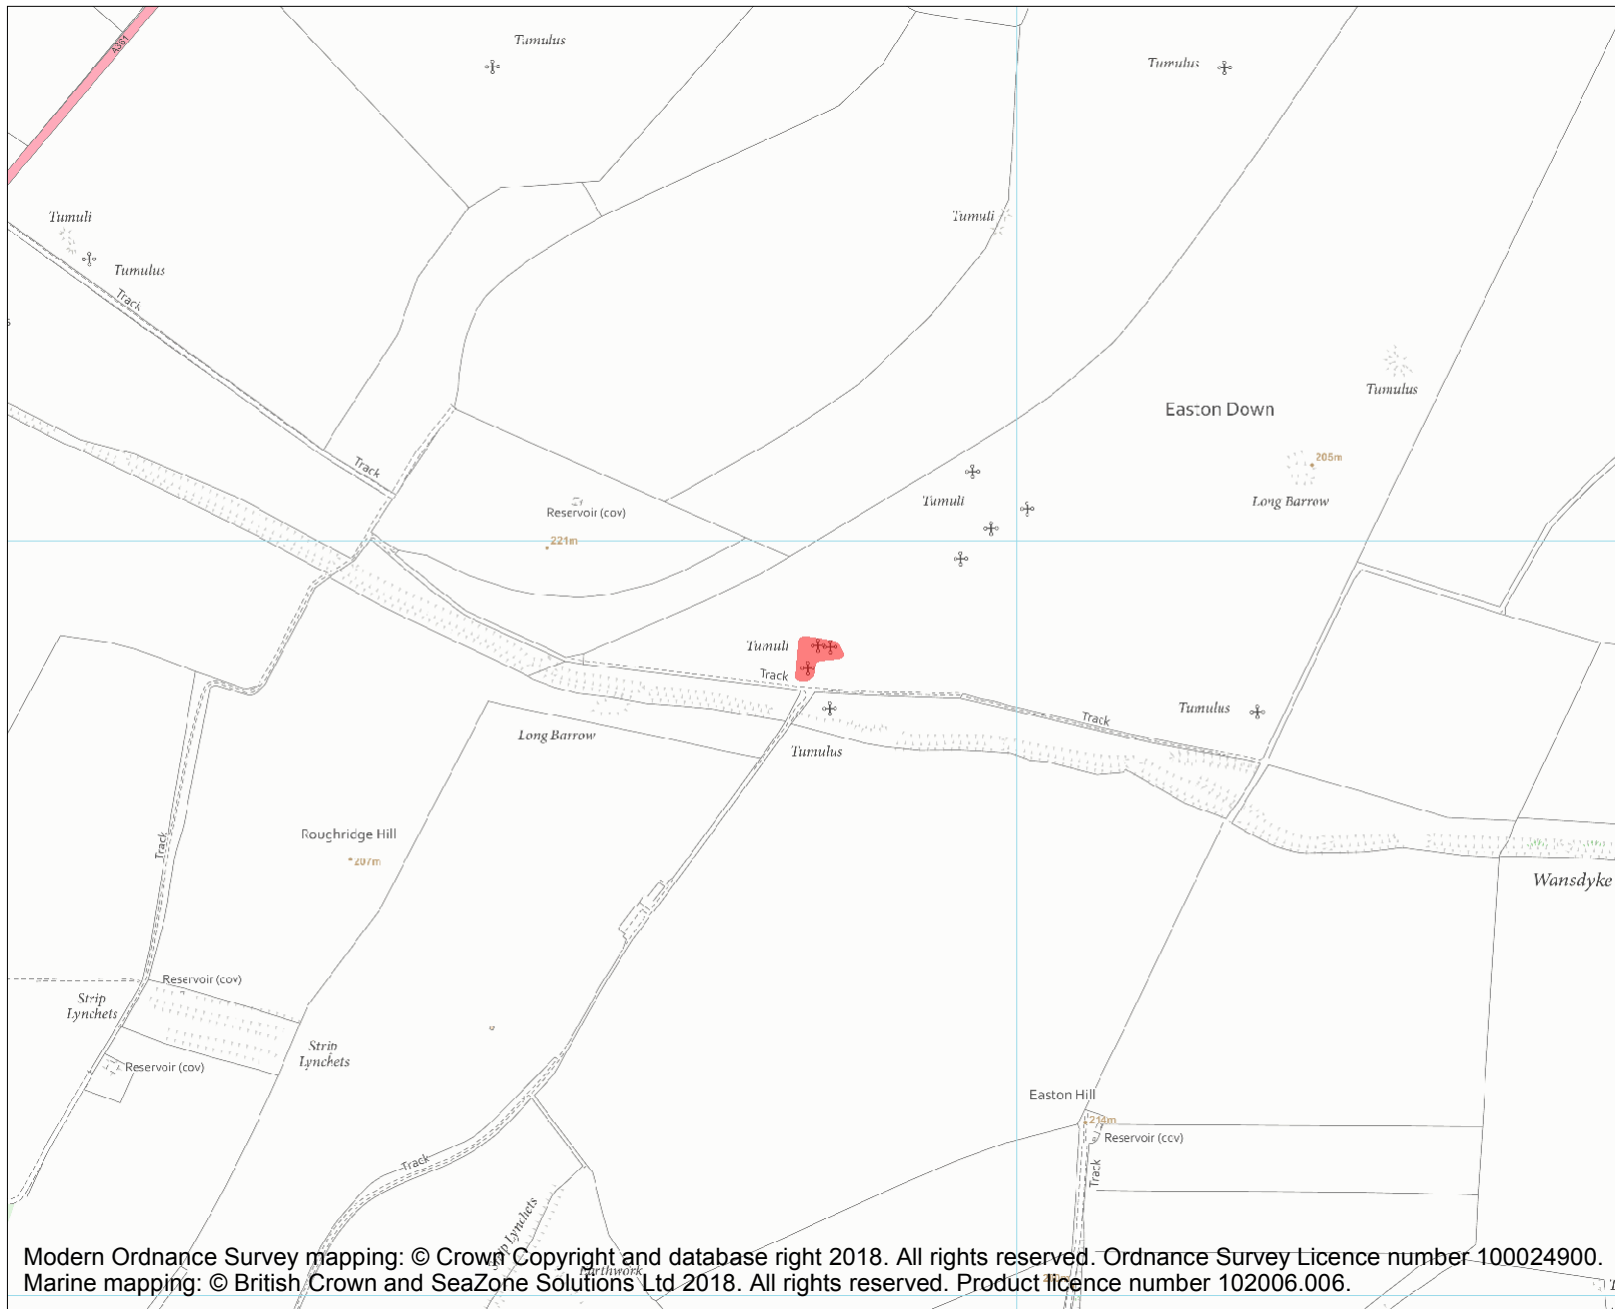 A361
Tumulus
Tumulus
Tumuli
Tumulus
Track
Tumuli
Tumulus
Easton Down
205m
Long Barrow
Track
Tumuli
Reservoir (cov)
221m
Tumuli
Track
Track
Tumulus
Long Barrow
Tumulus
Roughridge Hill
207m
Track
Wansdyke
Reservoir (cov)
Strip
Lynchets
Strip
Lynchets
Reservoir (cov)
Easton Hill
214m
Reservoir (cov)
Track
Track
Strip Lynchets
Earthwork
Modern Ordnance Survey mapping: © Crown Copyright and database right 2018. All rights reserved. Ordnance Survey Licence number 100024900.
Marine mapping: © British Crown and SeaZone Solutions Ltd 2018. All rights reserved. Product licence number 102006.006.